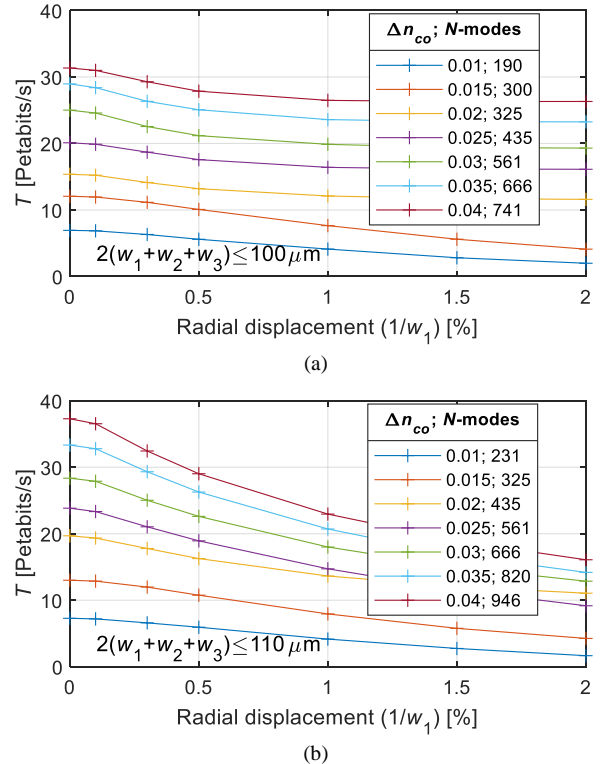 (a)
40
30
20
10
0
T [Petabits/s]
Δn_co; N-modes
0.01; 190
0.015; 300
0.02; 325
0.025; 435
0.03; 561
0.035; 666
0.04; 741
2(w₁+w₂+w₃)≤100 μm
0 0.5 1 1.5 2
Radial displacement (1/w₁) [%]
(a)
40
30
20
10
0
T [Petabits/s]
Δn_co; N-modes
0.01; 231
0.015; 325
0.02; 435
0.025; 561
0.03; 666
0.035; 820
0.04; 946
2(w₁+w₂+w₃)≤110 μm
0 0.5 1 1.5 2
Radial displacement (1/w₁) [%]
(b)